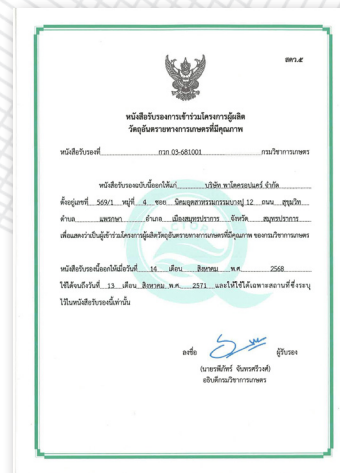 สคว.๕
หนังสือรับรองการเข้าร่วมโครงการผู้ผลิต
วัตถุอันตรายทางการเกษตรที่มีคุณภาพ
หนังสือรับรองที่ กวก 03-681001 กรมวิชาการเกษตร
หนังสือรับรองฉบับนี้ออกให้แก่ บริษัท พาโตครอปแคร์ จำกัด
ตั้งอยู่เลขที่ 569/1 หมู่ที่ 4 ซอย นิคมอุตสาหกรรมบางปู 12 ถนน สุขุมวิท
ตำบล แพรกษา อำเภอ เมืองสมุทรปราการ จังหวัด สมุทรปราการ
เพื่อแสดงว่าเป็นผู้เข้าร่วมโครงการผู้ผลิตวัตถุอันตรายทางการเกษตรที่มีคุณภาพ ของกรมวิชาการเกษตร
หนังสือรับรองนี้ออกให้เมื่อวันที่ 14 เดือน สิงหาคม พ.ศ. 2568
ใช้ได้จนถึงวันที่ 13 เดือน สิงหาคม พ.ศ. 2571 และให้ใช้ได้เฉพาะสถานที่ซึ่งระบุ
ไว้ในหนังสือรับรองนี้เท่านั้น
ลงชื่อ ผู้รับรอง
(นายรพีภัทร์ จันทรศรีวงศ์)
อธิบดีกรมวิชาการเกษตร